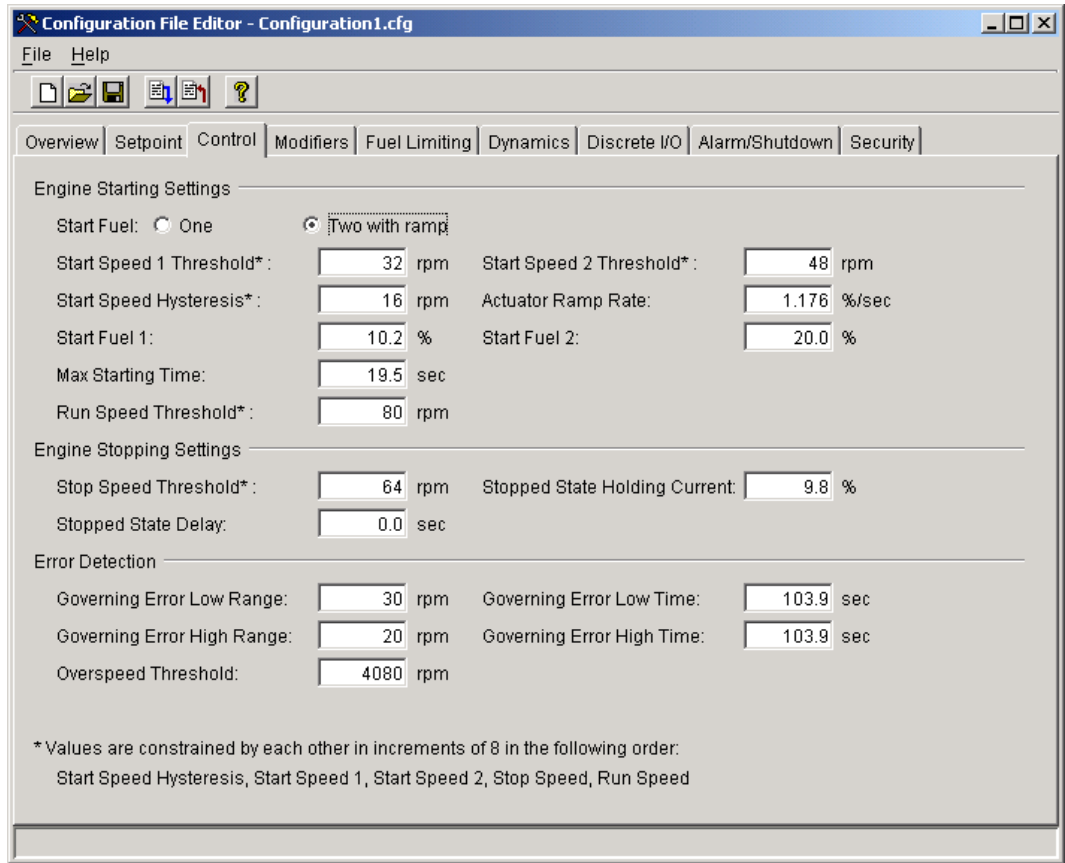 Configuration File Editor - Configuration1.cfg
File Help
Overview Setpoint Control Modifiers Fuel Limiting Dynamics Discrete I/O Alarm/Shutdown Security
Engine Starting Settings
Start Fuel: One Two with ramp
Start Speed 1 Threshold* : 32 rpm Start Speed 2 Threshold* : 48 rpm
Start Speed Hysteresis* : 16 rpm Actuator Ramp Rate: 1.176 %/sec
Start Fuel 1: 10.2 % Start Fuel 2: 20.0 %
Max Starting Time: 19.5 sec
Run Speed Threshold* : 80 rpm
Engine Stopping Settings
Stop Speed Threshold* : 64 rpm Stopped State Holding Current: 9.8 %
Stopped State Delay: 0.0 sec
Error Detection
Governing Error Low Range: 30 rpm Governing Error Low Time: 103.9 sec
Governing Error High Range: 20 rpm Governing Error High Time: 103.9 sec
Overspeed Threshold: 4080 rpm
* Values are constrained by each other in increments of 8 in the following order:
Start Speed Hysteresis, Start Speed 1, Start Speed 2, Stop Speed, Run Speed